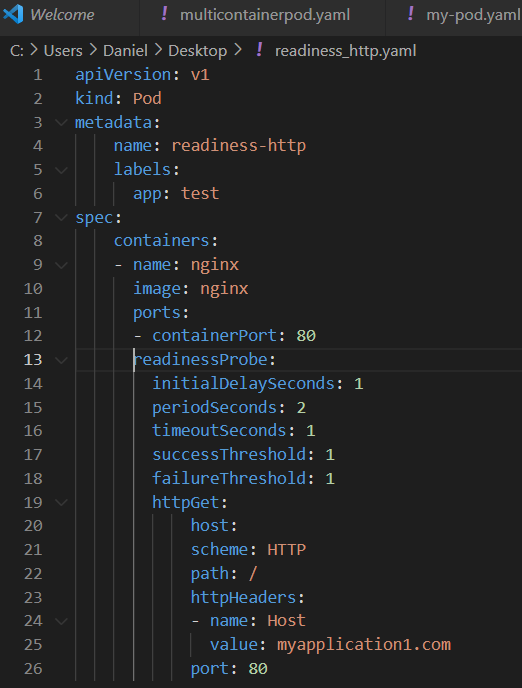 Welcome ! multicontainerpod.yaml ! my-pod.yaml
C: > Users > Daniel > Desktop > ! readiness_http.yaml
1 apiVersion: v1
2 kind: Pod
3 metadata:
4 name: readiness-http
5 labels:
6 app: test
7 spec:
8 containers:
9 - name: nginx
10 image: nginx
11 ports:
12 - containerPort: 80
13 readinessProbe:
14 initialDelaySeconds: 1
15 periodSeconds: 2
16 timeoutSeconds: 1
17 successThreshold: 1
18 failureThreshold: 1
19 httpGet:
20 host:
21 scheme: HTTP
22 path: /
23 httpHeaders:
24 - name: Host
25 value: myapplication1.com
26 port: 80